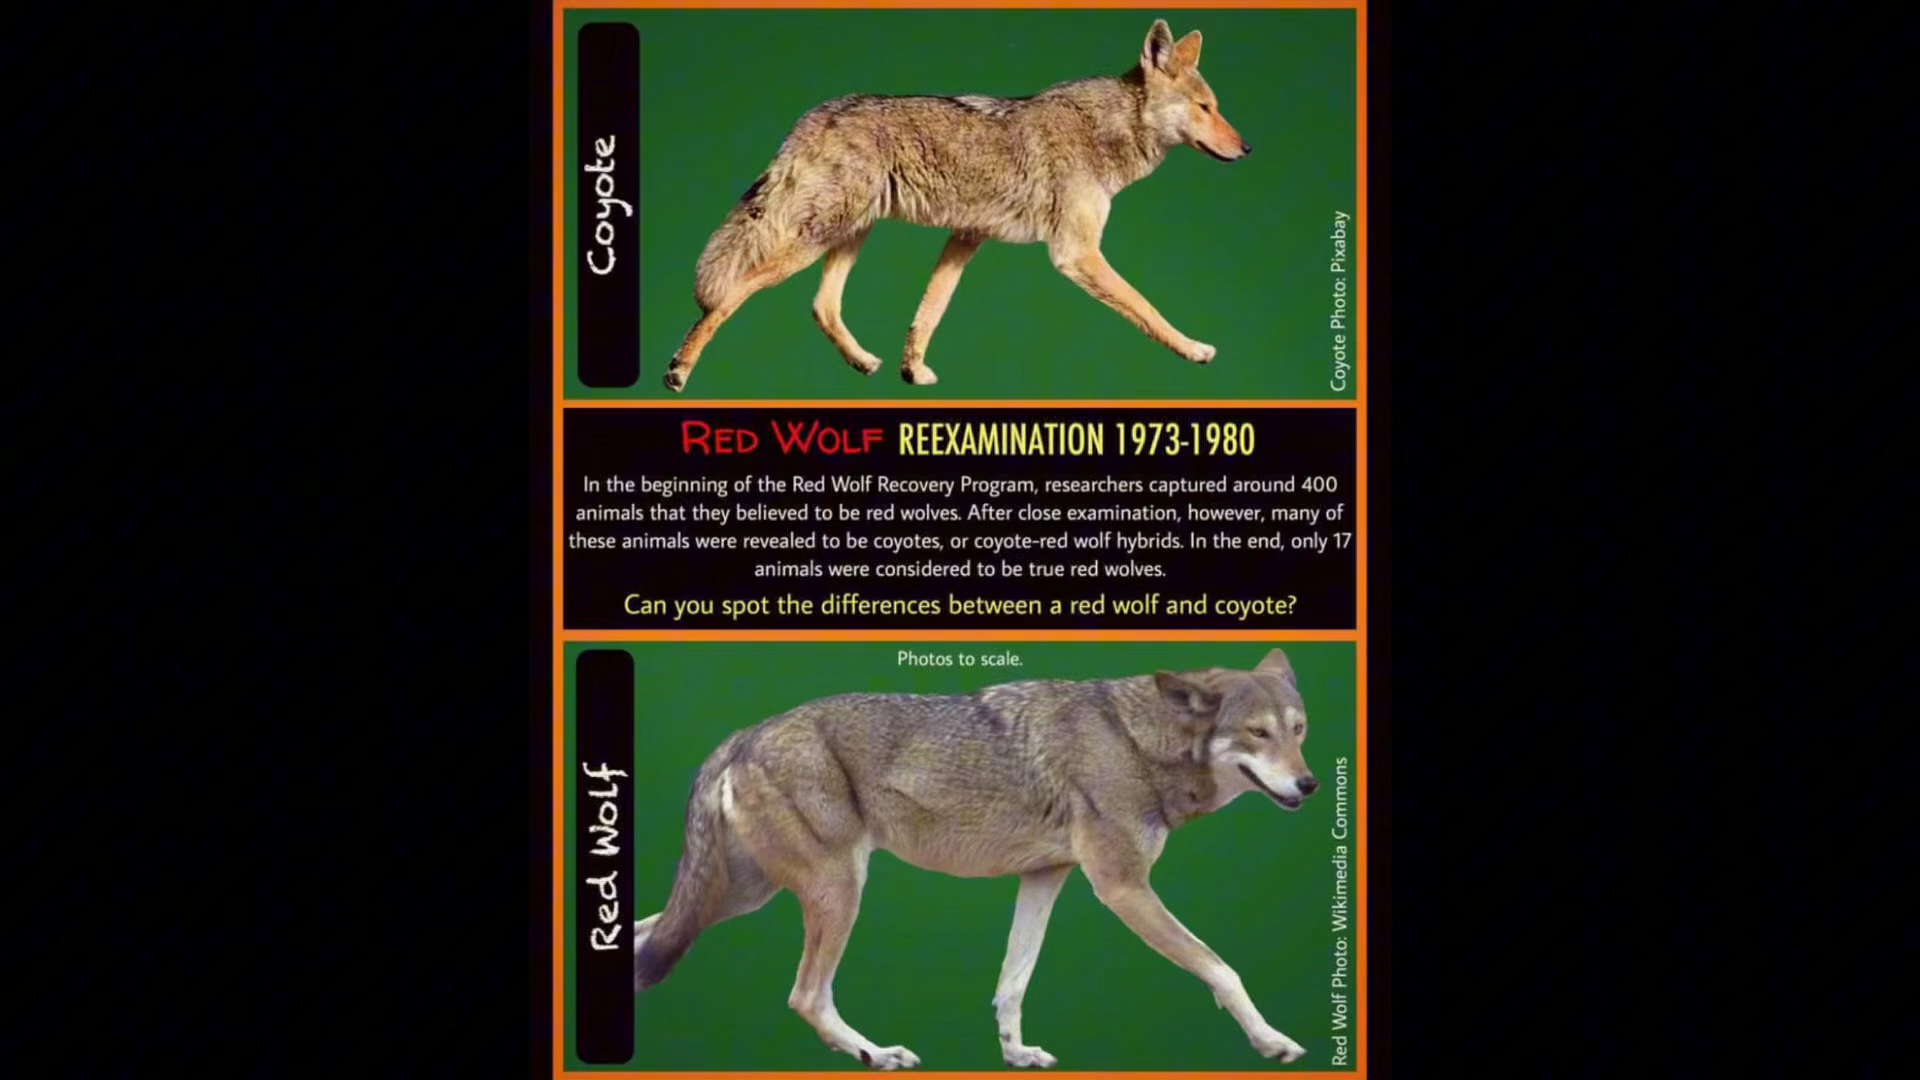 Coyote
Coyote Photo: Pixabay
RED WOLF REEXAMINATION 1973-1980
In the beginning of the Red Wolf Recovery Program, researchers captured around 400
animals that they believed to be red wolves. After close examination, however, many of
these animals were revealed to be coyotes, or coyote-red wolf hybrids. In the end, only 17
animals were considered to be true red wolves.
Can you spot the differences between a red wolf and coyote?
Photos to scale.
Red Wolf
Red Wolf Photo: Wikimedia Commons